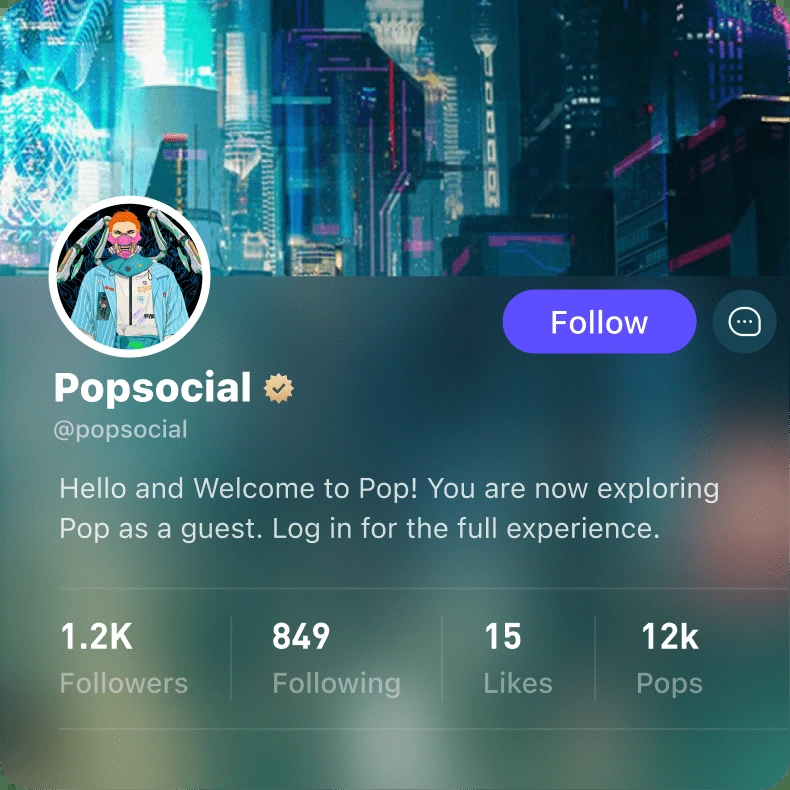 Follow
Popsocial
@popsocial
Hello and Welcome to Pop! You are now exploring
Pop as a guest. Log in for the full experience.
1.2K 849 15 12k
Followers Following Likes Pops